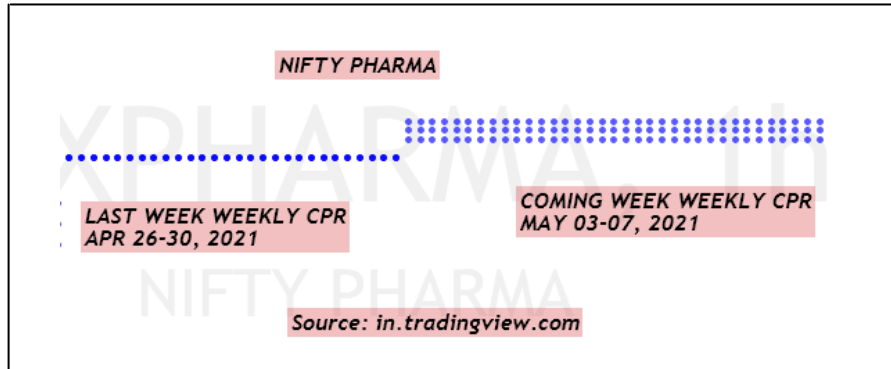 NIFTY PHARMA
XPHARMA, 1h
LAST WEEK WEEKLY CPR
APR 26-30, 2021
COMING WEEK WEEKLY CPR
MAY 03-07, 2021
NIFTY PHARMA
Source: in.tradingview.com